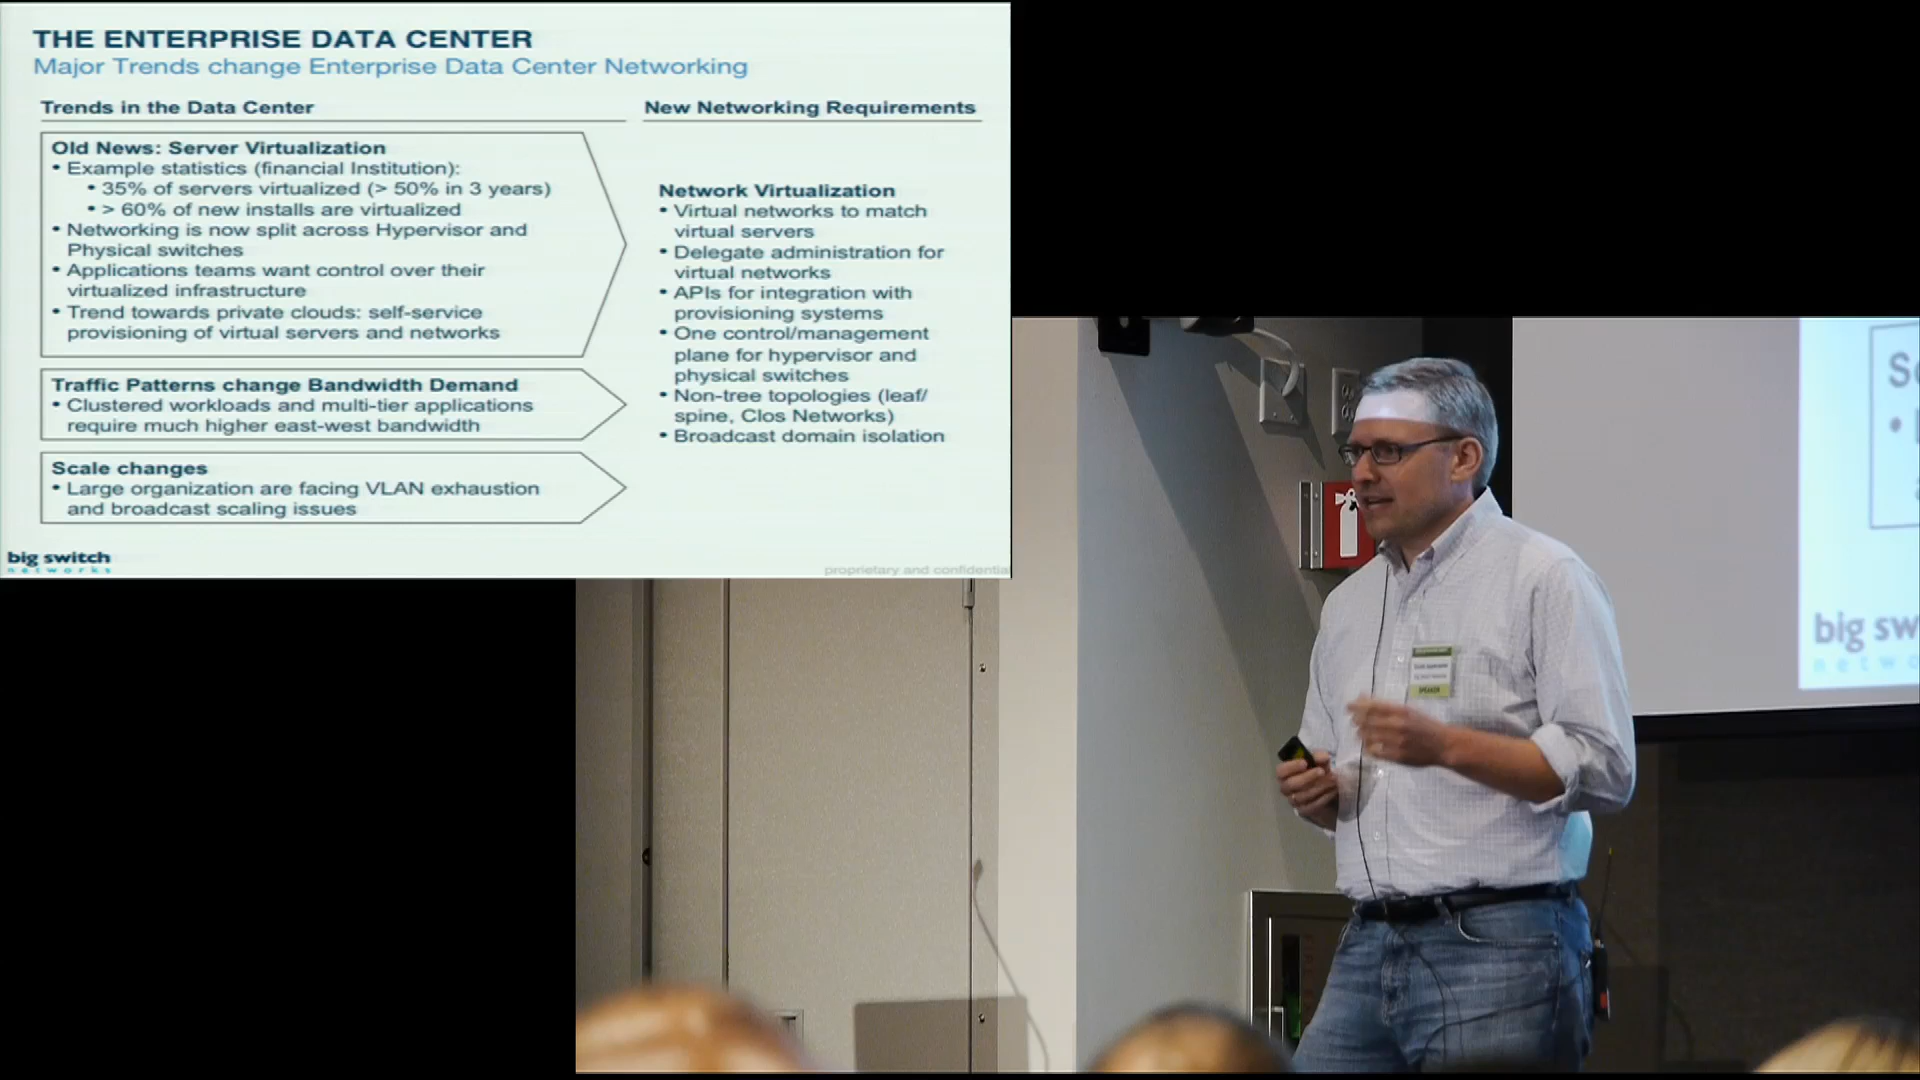 THE ENTERPRISE DATA CENTER
Major Trends change Enterprise Data Center Networking
Trends in the Data Center
Old News: Server Virtualization
• Example statistics (financial Institution):
• 35% of servers virtualized (> 50% in 3 years)
• > 60% of new installs are virtualized
• Networking is now split across Hypervisor and
Physical switches
• Applications teams want control over their
virtualized infrastructure
• Trend towards private clouds: self-service
provisioning of virtual servers and networks
Traffic Patterns change Bandwidth Demand
• Clustered workloads and multi-tier applications
require much higher east-west bandwidth
Scale changes
• Large organization are facing VLAN exhaustion
and broadcast scaling issues
New Networking Requirements
Network Virtualization
• Virtual networks to match
virtual servers
• Delegate administration for
virtual networks
• APIs for integration with
provisioning systems
• One control/management
plane for hypervisor and
physical switches
• Non-tree topologies (leaf/
spine, Clos Networks)
• Broadcast domain isolation
big switch
networks
proprietary and confidentia
big sw
netwo
SPEAKER